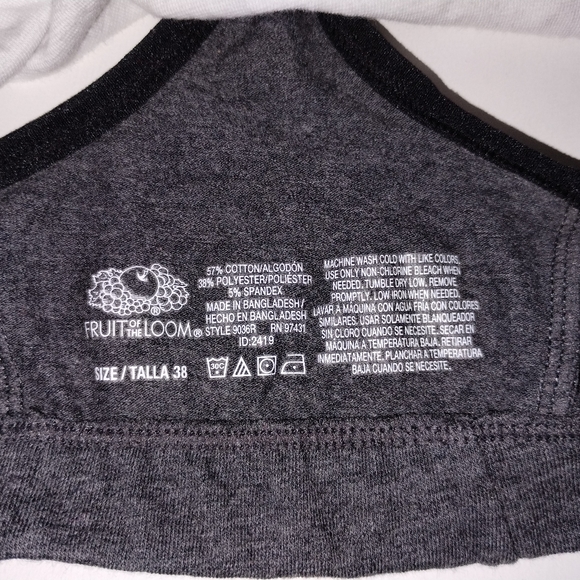 FRUIT OF THE LOOM®
SIZE / TALLA 38
57% COTTON/ALGODÓN
38% POLYESTER/POLIÉSTER
5% SPANDEX
MADE IN BANGLADESH /
HECHO EN BANGLADESH
STYLE 9036R RN 97431
ID:2419
30C
MACHINE WASH COLD WITH LIKE COLORS,
USE ONLY NON-CHLORINE BLEACH WHEN
NEEDED. TUMBLE DRY LOW. REMOVE
PROMPTLY. LOW IRON WHEN NEEDED.
LAVAR A MAQUINA CON AGUA FRIA CON COLORES
SIMILARES. USAR SOLAMENTE BLANQUEADOR
SIN CLORO CUANDO SE NECESITE. SECAR EN
MÁQUINA A TEMPERATURA BAJA. RETIRAR
INMEDIATAMENTE, PLANCHAR A TEMPERATURA
BAJA CUANDO SE NECESITE.